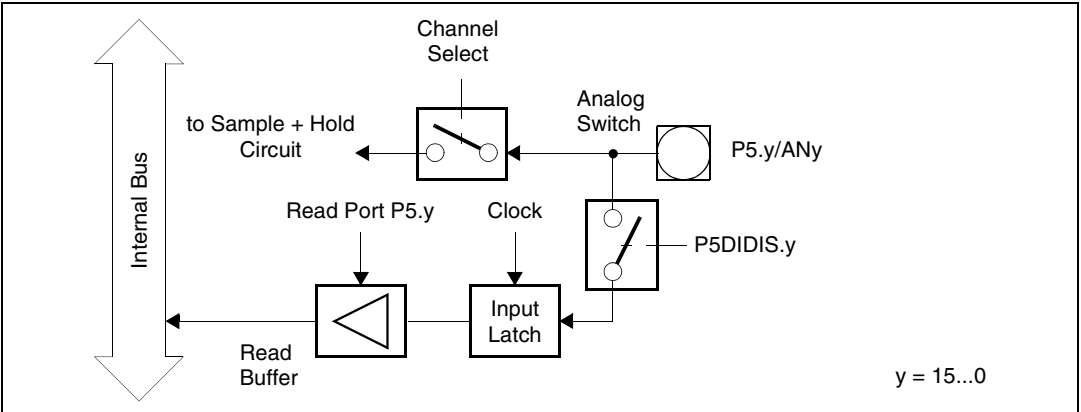 Channel
Select
Analog
Switch
to Sample + Hold
Circuit
P5.y/ANy
Internal Bus
Read Port P5.y
Clock
P5DIDIS.y
Input
Latch
Read
Buffer
y = 15...0